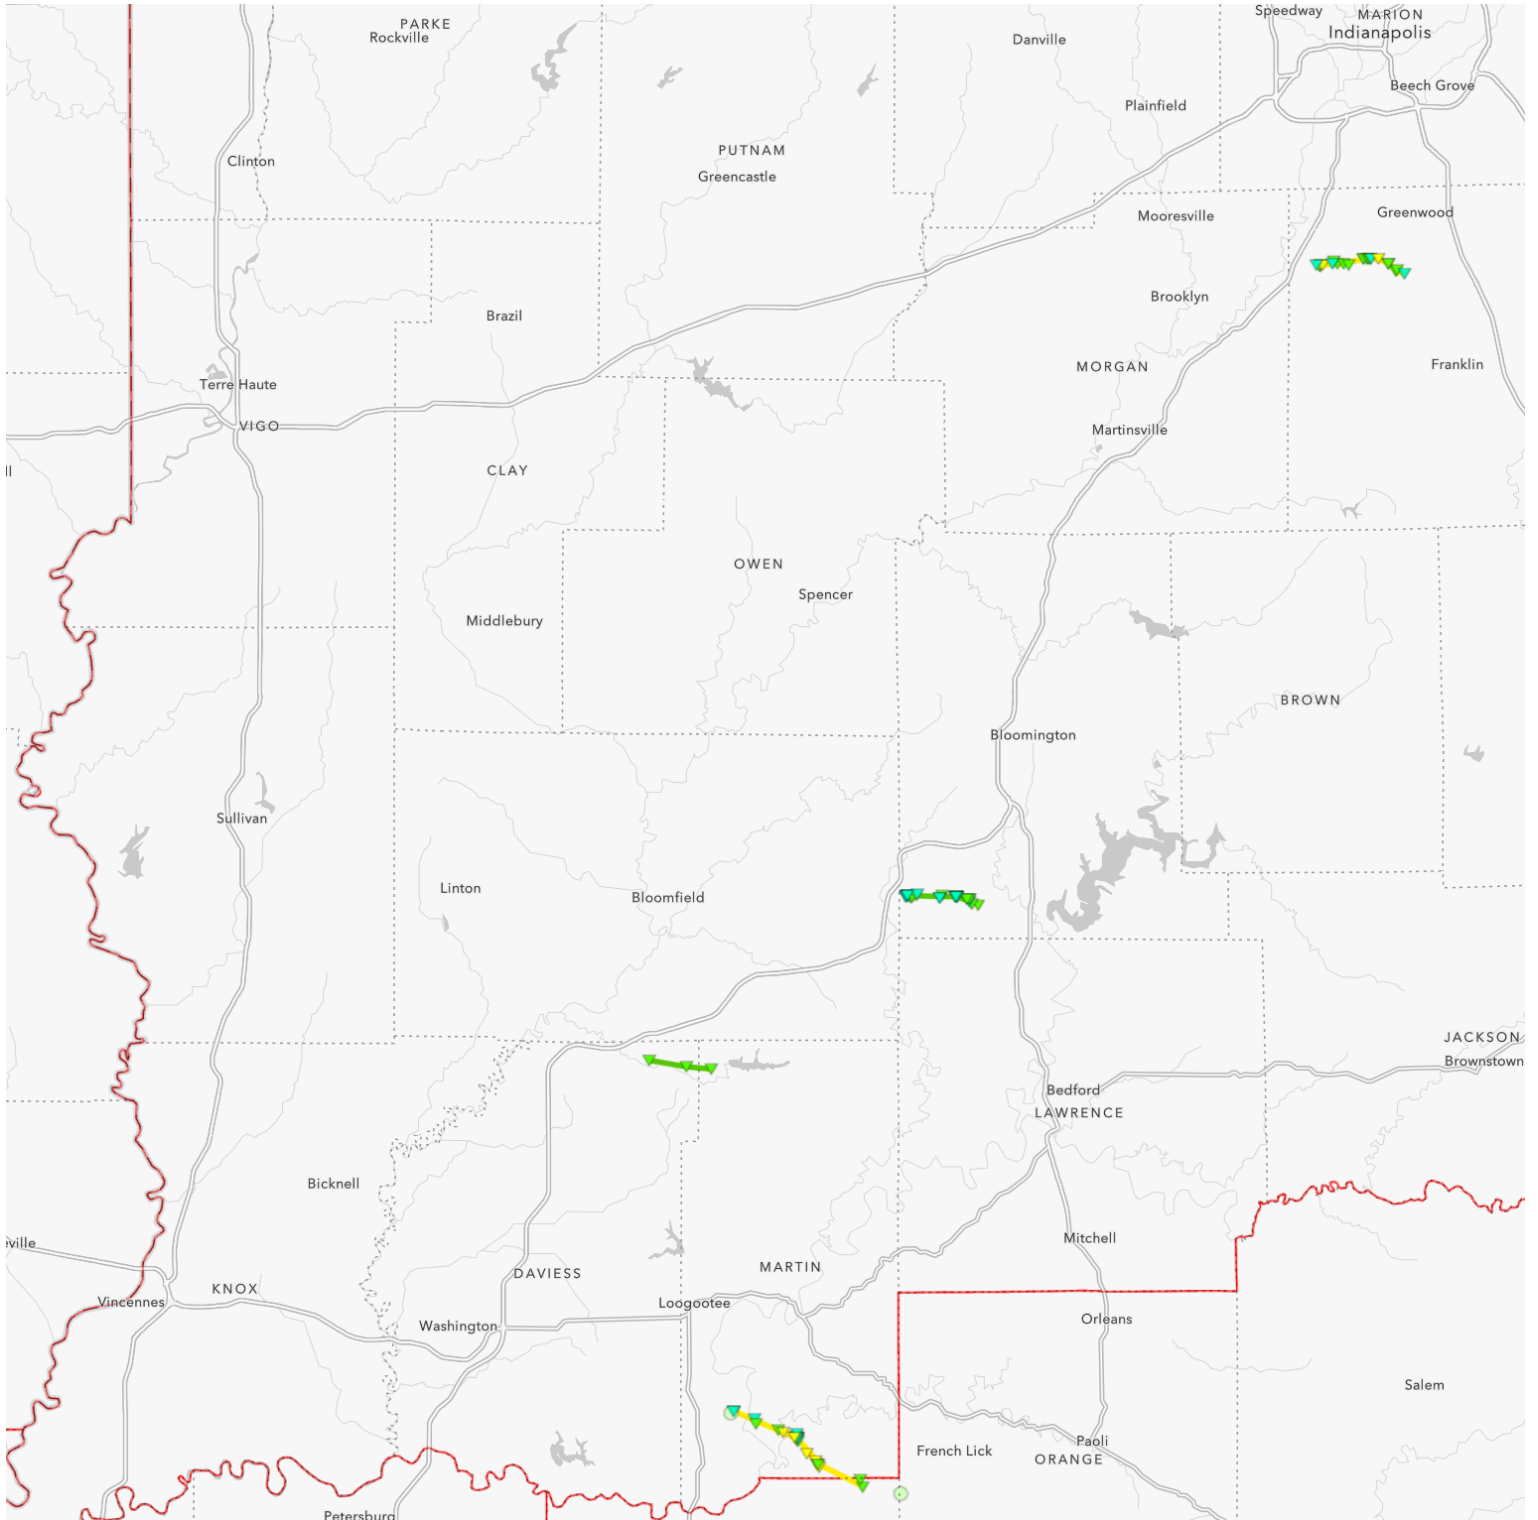 Speedway
MARION
PARKE
Indianapolis
Rockville
Danville
Beech Grove
Plainfield
PUTNAM
Clinton
Greencastle
Mooresville
Greenwood
Brooklyn
Brazil
MORGAN
Franklin
Terre Haute
VIGO
Martinsville
ll
CLAY
OWEN
Spencer
Middlebury
BROWN
Bloomington
Sullivan
Linton
Bloomfield
JACKSON
Brownstown
Bedford
LAWRENCE
Bicknell
Mitchell
eville
MARTIN
DAVIESS
KNOX
Vincennes
Loogootee
Orleans
Washington
Salem
Paoli
French Lick
ORANGE
Petersburg